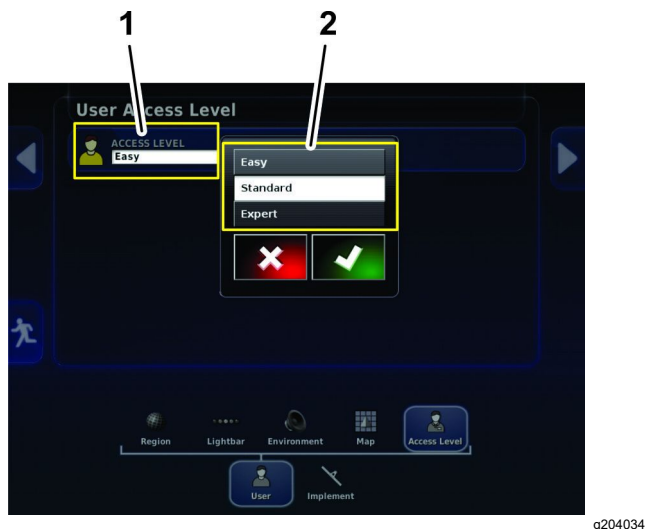 1 2
User Access Level
ACCESS LEVEL
Easy
Easy
Standard
Expert
Region Lightbar Environment Map Access Level
User Implement
g204034